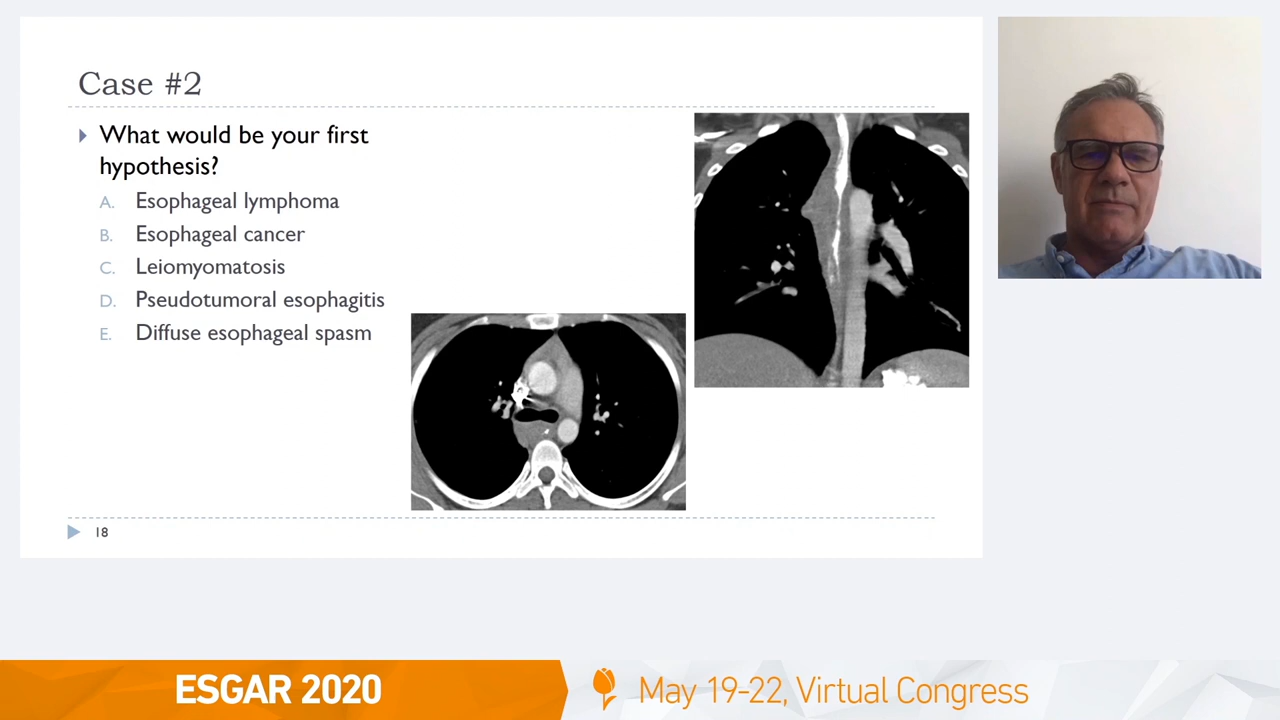 Case #2
What would be your first
hypothesis?
A. Esophageal lymphoma
B. Esophageal cancer
C. Leiomyomatosis
D. Pseudotumoral esophagitis
E. Diffuse esophageal spasm
18
ESGAR 2020
May 19-22, Virtual Congress